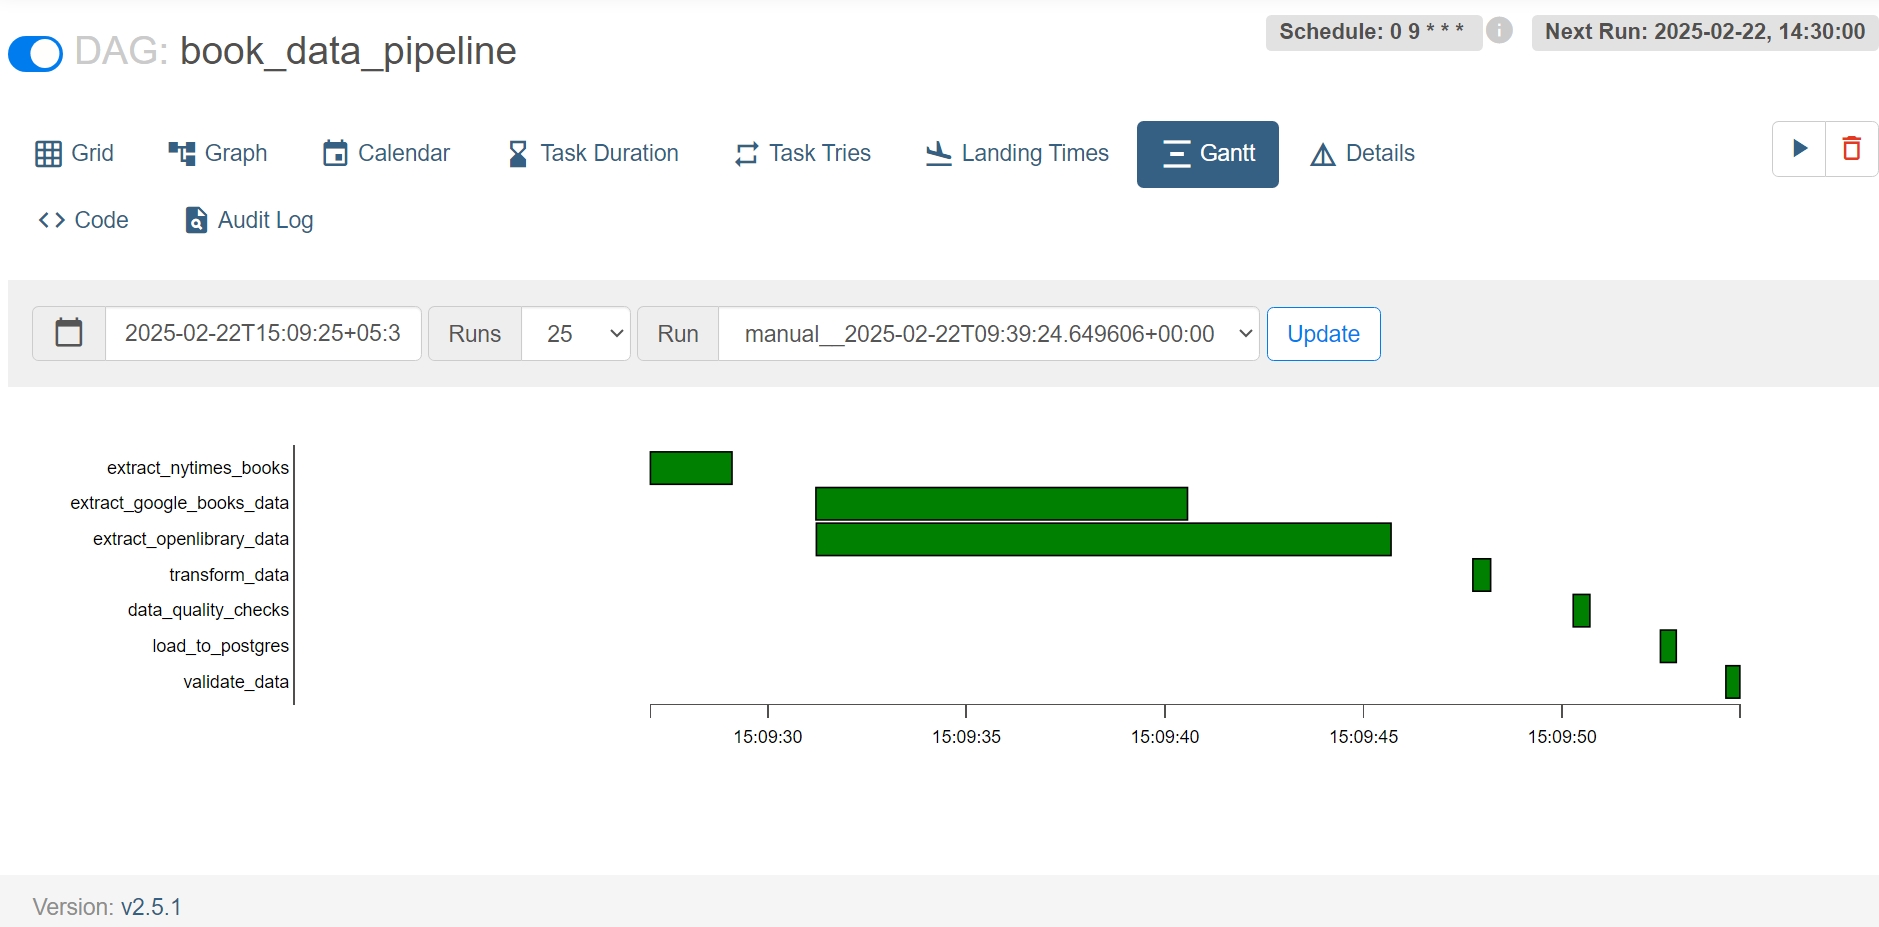 DAG: book_data_pipeline
Schedule: 0 9 * * *
Next Run: 2025-02-22, 14:30:00
Grid
Graph
Calendar
Task Duration
Task Tries
Landing Times
Gantt
Details
Code
Audit Log
2025-02-22T15:09:25+05:3
Runs
25
Run
manual__2025-02-22T09:39:24.649606+00:00
Update
extract_nytimes_books
extract_google_books_data
extract_openlibrary_data
transform_data
data_quality_checks
load_to_postgres
validate_data
15:09:30
15:09:35
15:09:40
15:09:45
15:09:50
Version: v2.5.1